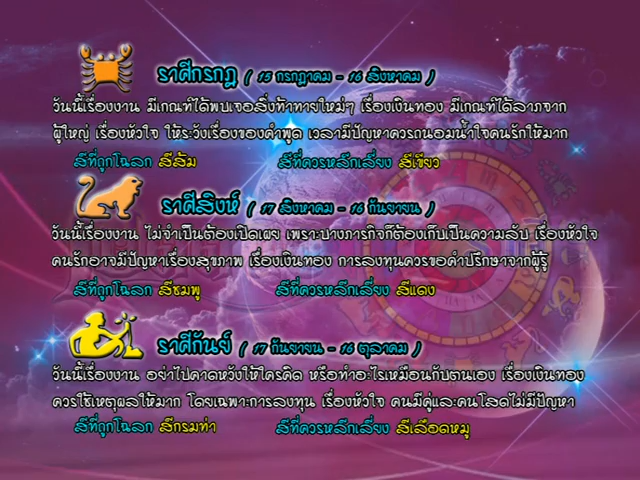 ราศีกรกฎ ( 15 กรกฎาคม - 16 สิงหาคม )
วันนี้เรื่องงาน มีเกณฑ์ได้พบเจอสิ่งท้าทายใหม่ๆ เรื่องเงินทอง มีเกณฑ์ได้ลาภจาก
ผู้ใหญ่ เรื่องหัวใจ ให้ระวังเรื่องของคำพูด เวลามีปัญหาควรถนอมน้ำใจคนรักให้มาก
สีที่ถูกโฉลก สีส้ม สีที่ควรหลีกเลี่ยง สีเขียว
ราศีสิงห์ ( 17 สิงหาคม - 16 กันยายน )
วันนี้เรื่องงาน ไม่จำเป็นต้องเปิดเผย เพราะบางภารกิจก็ต้องเก็บเป็นความลับ เรื่องหัวใจ
คนรักอาจมีปัญหาเรื่องสุขภาพ เรื่องเงินทอง การลงทุนควรขอคำปรึกษาจากผู้รู้
สีที่ถูกโฉลก สีชมพู สีที่ควรหลีกเลี่ยง สีแดง
ราศีกันย์ ( 17 กันยายน - 16 ตุลาคม )
วันนี้เรื่องงาน อย่าไปคาดหวังให้ใครคิด หรือทำอะไรเหมือนกับตนเอง เรื่องเงินทอง
ควรใช้เหตุผลให้มาก โดยเฉพาะการลงทุน เรื่องหัวใจ คนมีคู่และคนโสดไม่มีปัญหา
สีที่ถูกโฉลก สีกรมท่า สีที่ควรหลีกเลี่ยง สีเลือดหมู